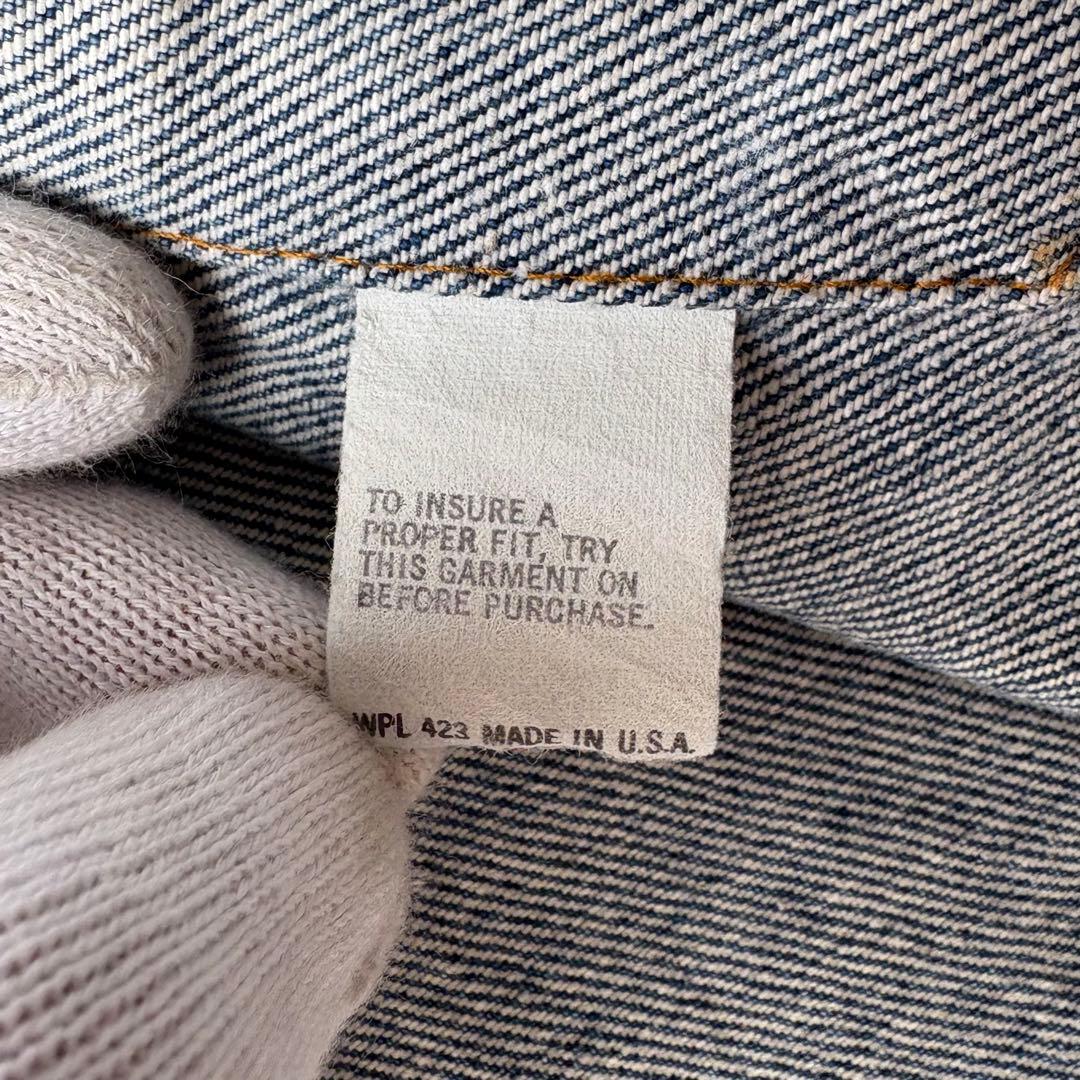 TO INSURE A
PROPER FIT, TRY
THIS GARMENT ON
BEFORE PURCHASE.
WPL 423 MADE IN U.S.A.